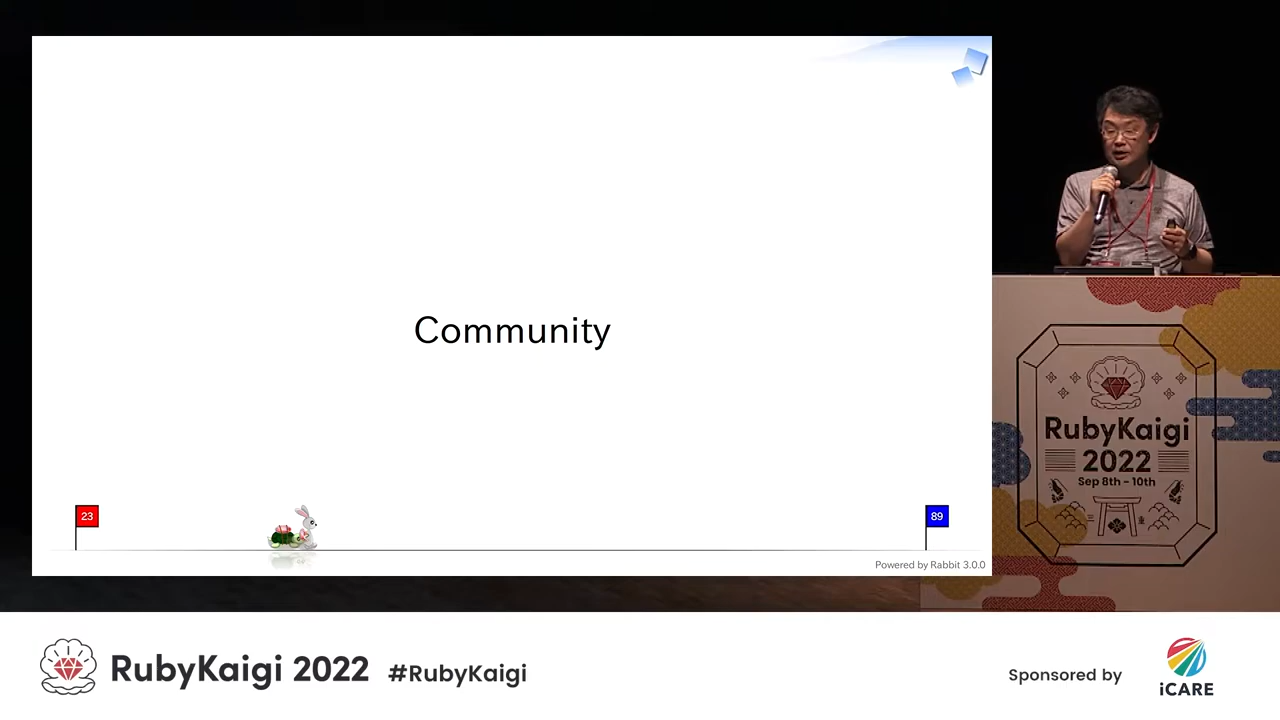 Community
23
89
Powered by Rabbit 3.0.0
RubyKaigi
2022
Sep 8th - 10th
RubyKaigi 2022 #RubyKaigi
Sponsored by
iCARE